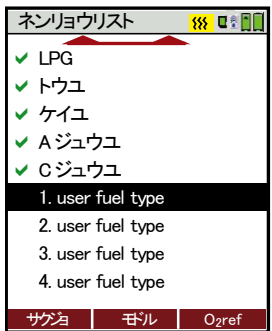 ネンリョウリスト
LPG
トウユ
ケイユ
A ジュウユ
C ジュウユ
1. user fuel type
2. user fuel type
3. user fuel type
4. user fuel type
サクジョ モドル O₂ref